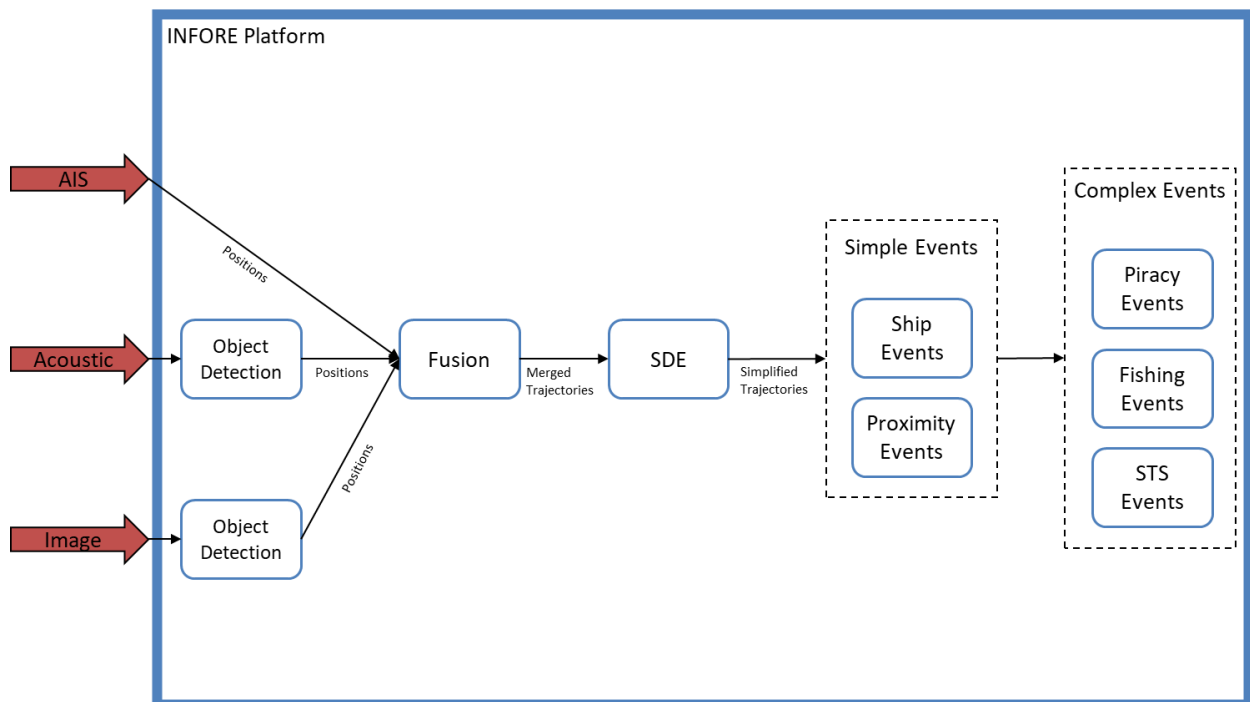 INFORE Platform
AIS
Positions
Acoustic
Object
Detection
Positions
Fusion
Merged
Trajectories
SDE
Simplified
Trajectories
Image
Object
Detection
Positions
Simple Events
Ship
Events
Proximity
Events
Complex Events
Piracy
Events
Fishing
Events
STS
Events